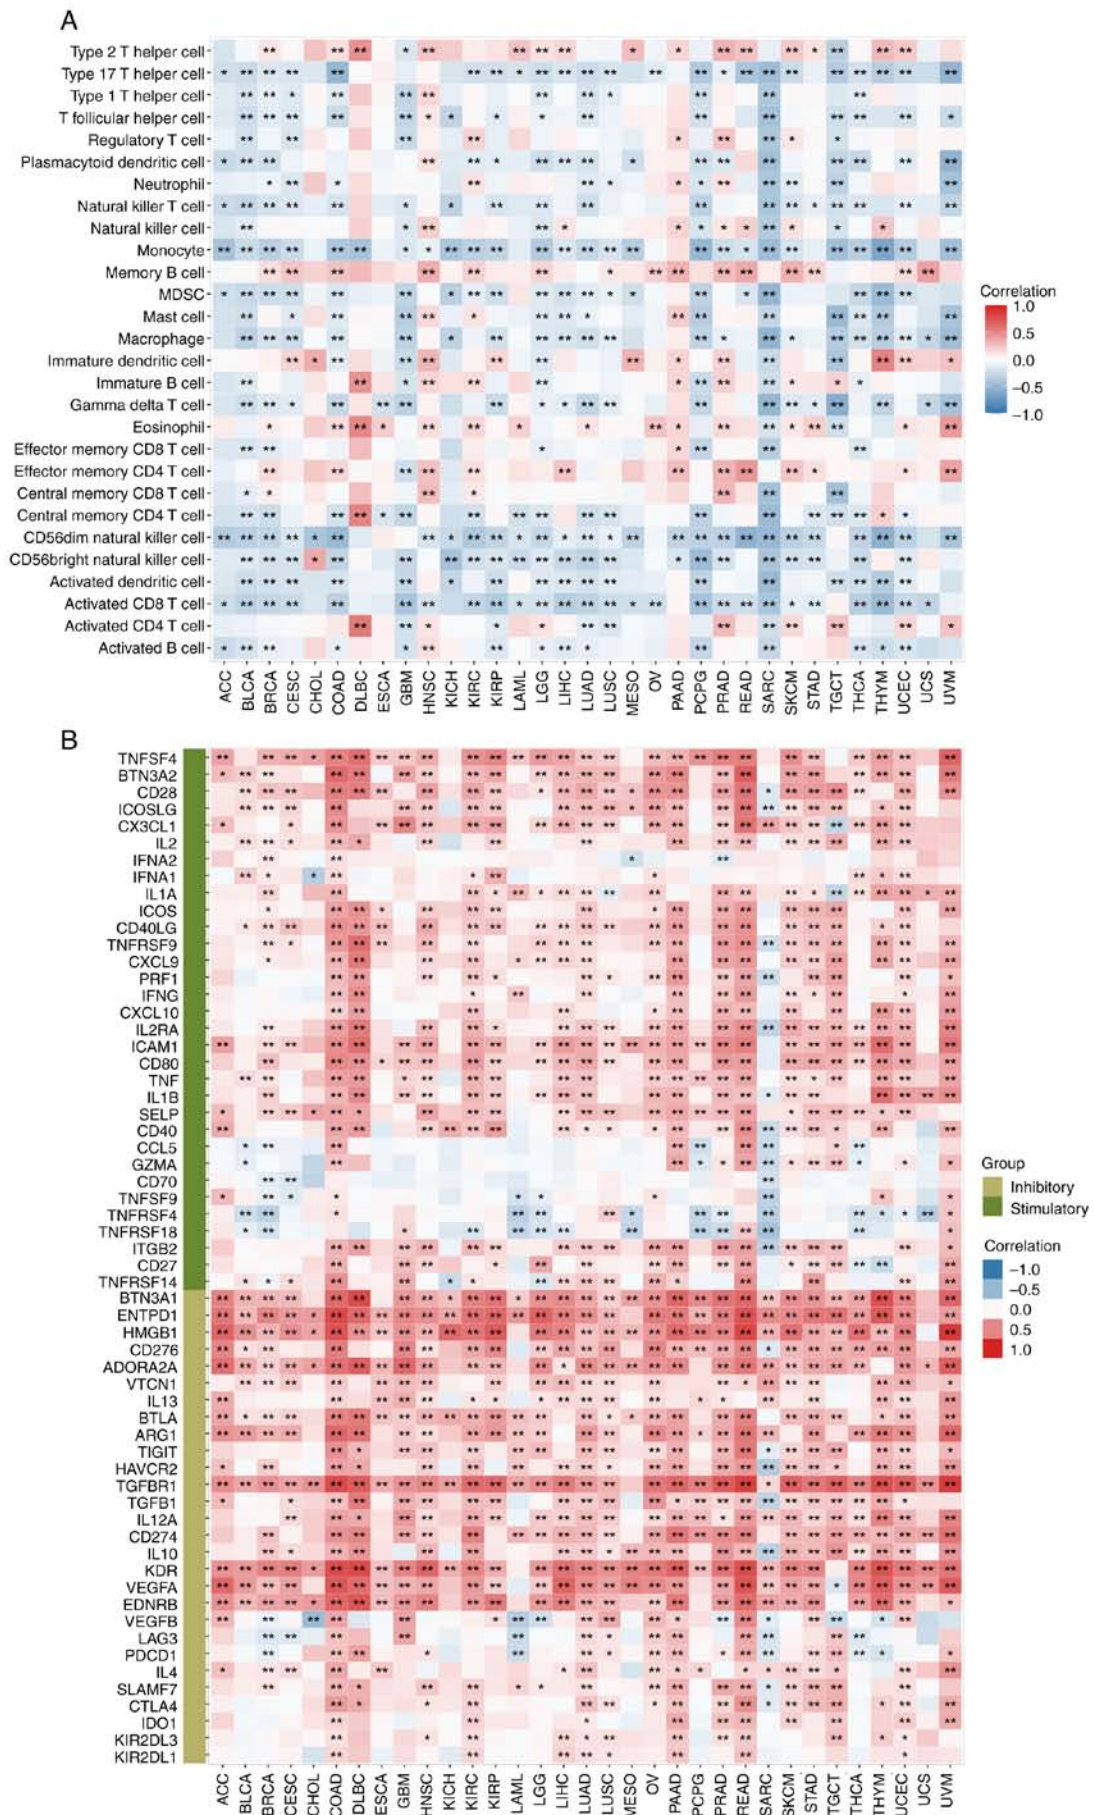 A
Type 2 T helper cell
Type 17 T helper cell
Type 1 T helper cell
T follicular helper cell
Regulatory T cell
Plasmacytoid dendritic cell
Neutrophil
Natural killer T cell
Natural killer cell
Monocyte
Memory B cell
MDSC
Mast cell
Macrophage
Immature dendritic cell
Immature B cell
Gamma delta T cell
Eosinophil
Effector memory CD8 T cell
Effector memory CD4 T cell
Central memory CD8 T cell
Central memory CD4 T cell
CD56dim natural killer cell
CD56bright natural killer cell
Activated dendritic cell
Activated CD8 T cell
Activated CD4 T cell
Activated B cell
ACC BLCA BRCA CESC CHOL COAD DLBC ESCA GBM HNSC KICH KIRC KIRP LAML LGG LIHC LUAD LUSC MESO OV PAAD PCPG PRAD READ SARC SKCM STAD TGCT THCA THYM UCEC UCS UVM
Correlation
1.0
0.5
0.0
−0.5
−1.0
B
TNFSF4
BTN3A2
CD28
ICOSLG
CX3CL1
IL2
IFNA2
IFNA1
IL1A
ICOS
CD40LG
TNFRSF9
CXCL9
PRF1
IFNG
CXCL10
IL2RA
ICAM1
CD80
TNF
IL1B
SELP
CD40
CCL5
GZMA
CD70
TNFSF9
TNFRSF4
TNFRSF18
ITGB2
CD27
TNFRSF14
BTN3A1
ENTPD1
HMGB1
CD276
ADORA2A
VTCN1
IL13
BTLA
ARG1
TIGIT
HAVCR2
TGFBR1
TGFB1
IL12A
CD274
IL10
KDR
VEGFA
EDNRB
VEGFB
LAG3
PDCD1
IL4
SLAMF7
CTLA4
IDO1
KIR2DL3
KIR2DL1
ACC BLCA BRCA CESC CHOL COAD DLBC ESCA GBM HNSC KICH KIRC KIRP LAML LGG LIHC LUAD LUSC MESO OV PAAD PCPG PRAD READ SARC SKCM STAD TGCT THCA THYM UCEC UCS UVM
Group
Inhibitory
Stimulatory
Correlation
−1.0
−0.5
0.0
0.5
1.0